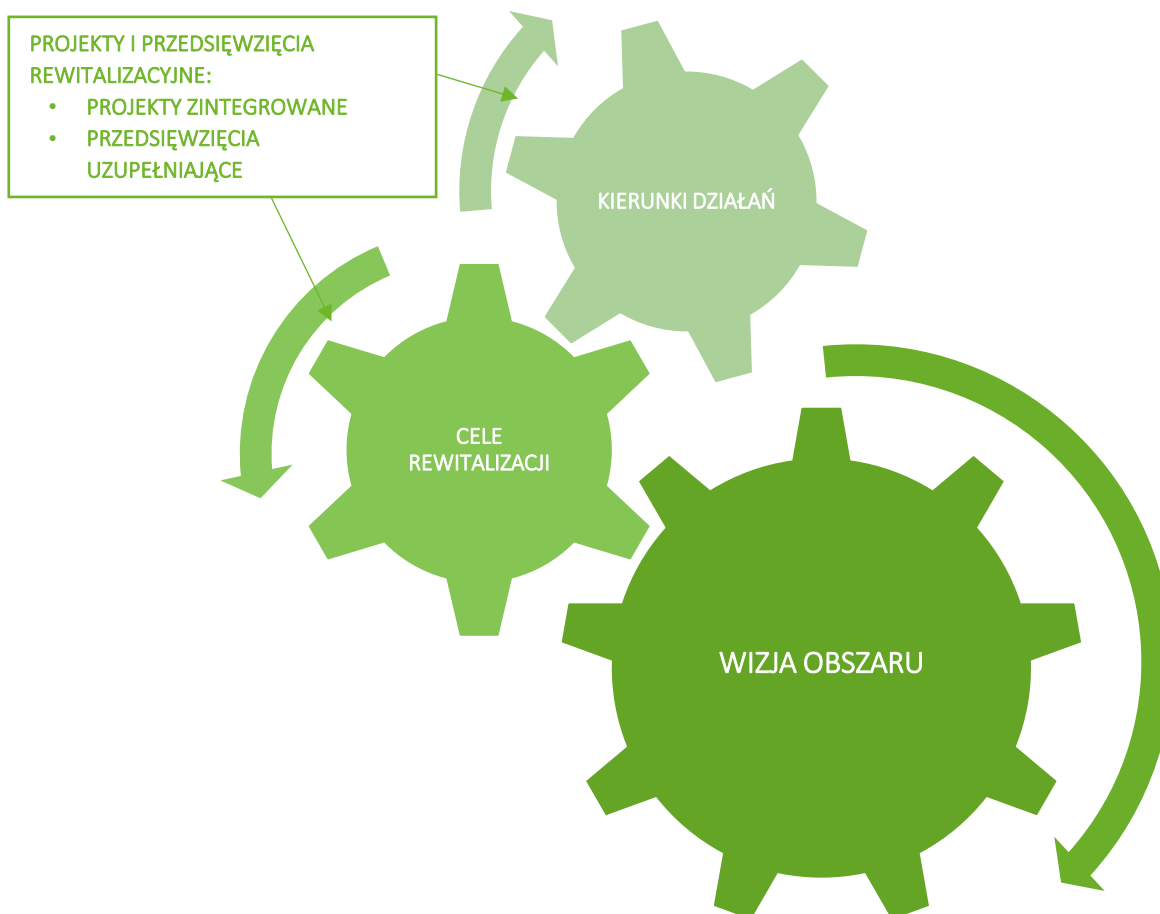 PROJEKTY I PRZEDSIĘWZIĘCIA
REWITALIZACYJNE:
• PROJEKTY ZINTEGROWANE
• PRZEDSIĘWZIĘCIA
UZUPEŁNIAJĄCE
KIERUNKI DZIAŁAŃ
CELE
REWITALIZACJI
WIZJA OBSZARU